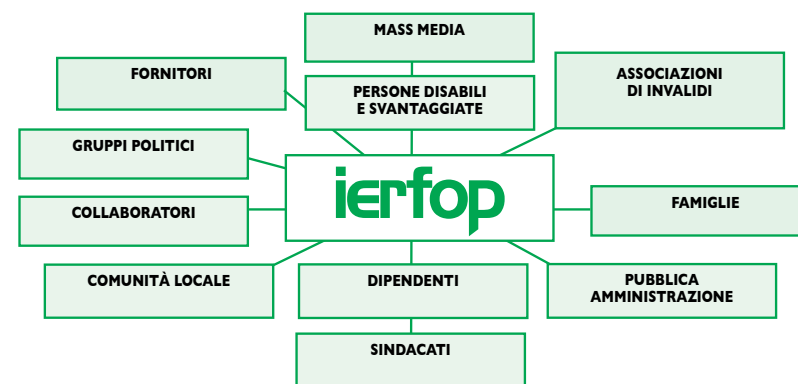 MASS MEDIA
FORNITORI
PERSONE DISABILI
E SVANTAGGIATE
ASSOCIAZIONI
DI INVALIDI
GRUPPI POLITICI
ierfop
COLLABORATORI
FAMIGLIE
COMUNITÀ LOCALE
DIPENDENTI
PUBBLICA
AMMINISTRAZIONE
SINDACATI